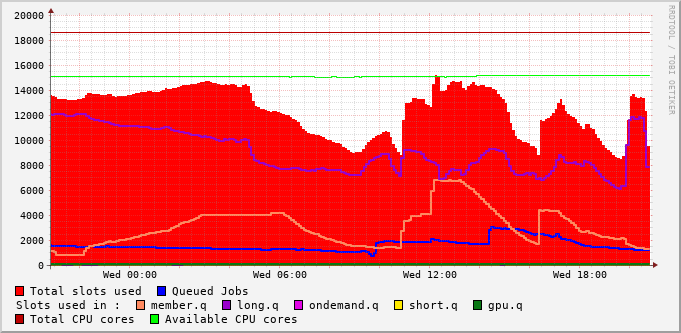 20000
18000
16000
14000
12000
10000
8000
6000
4000
2000
0
Wed 00:00 Wed 06:00 Wed 12:00 Wed 18:00
RRDTOOL / TOBI OETIKER
Total slots used Queued Jobs
Slots used in : member.q long.q ondemand.q short.q gpu.q
Total CPU cores Available CPU cores